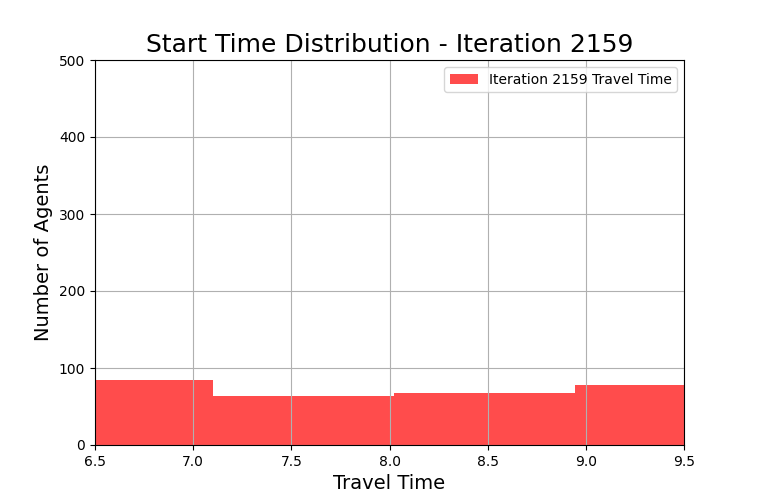 Start Time Distribution - Iteration 2159
Iteration 2159 Travel Time
Number of Agents
500
400
300
200
100
0
6.5 7.0 7.5 8.0 8.5 9.0 9.5
Travel Time